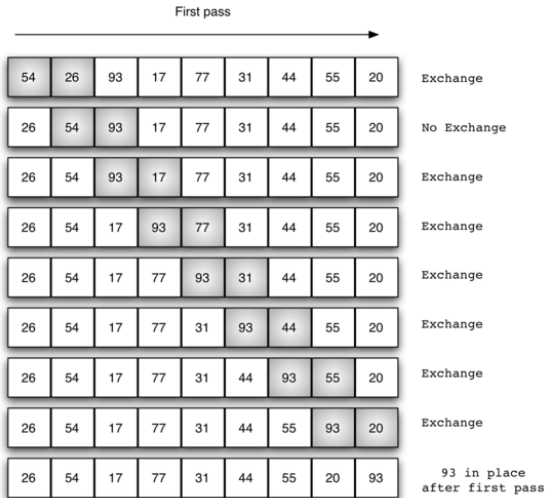 First pass
54 26 93 17 77 31 44 55 20 Exchange
26 54 93 17 77 31 44 55 20 No Exchange
26 54 93 17 77 31 44 55 20 Exchange
26 54 17 93 77 31 44 55 20 Exchange
26 54 17 77 93 31 44 55 20 Exchange
26 54 17 77 31 93 44 55 20 Exchange
26 54 17 77 31 44 93 55 20 Exchange
26 54 17 77 31 44 55 93 20 Exchange
26 54 17 77 31 44 55 20 93 93 in place
after first pass